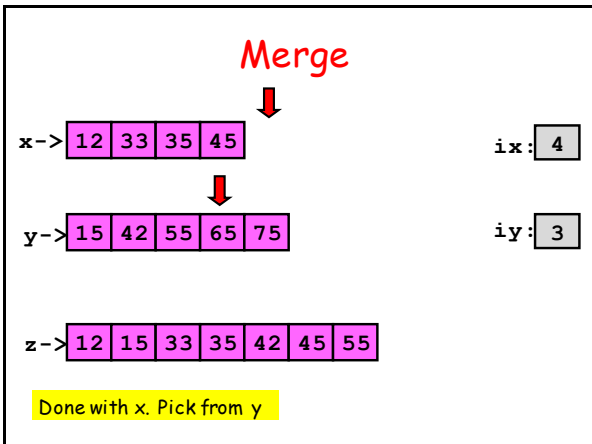 Merge
x-> 12 33 35 45 ix: 4
y-> 15 42 55 65 75 iy: 3
z-> 12 15 33 35 42 45 55
Done with x. Pick from y